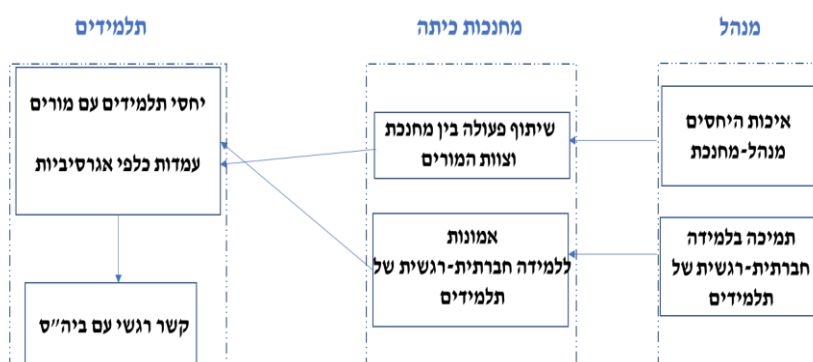 מנהל
מחנכות כיתה
תלמידים
איכות היחסים
מנהל-מחנכת
תמיכה בלמידה
חברתית-רגשית של
תלמידים
שיתוף פעולה בין מחנכת
וצוות המורים
אמונות
ללמידה חברתית-רגשית של
תלמידים
יחסי תלמידים עם מורים
עמדות כלפי אגרסיביות
קשר רגשי עם ביה״ס